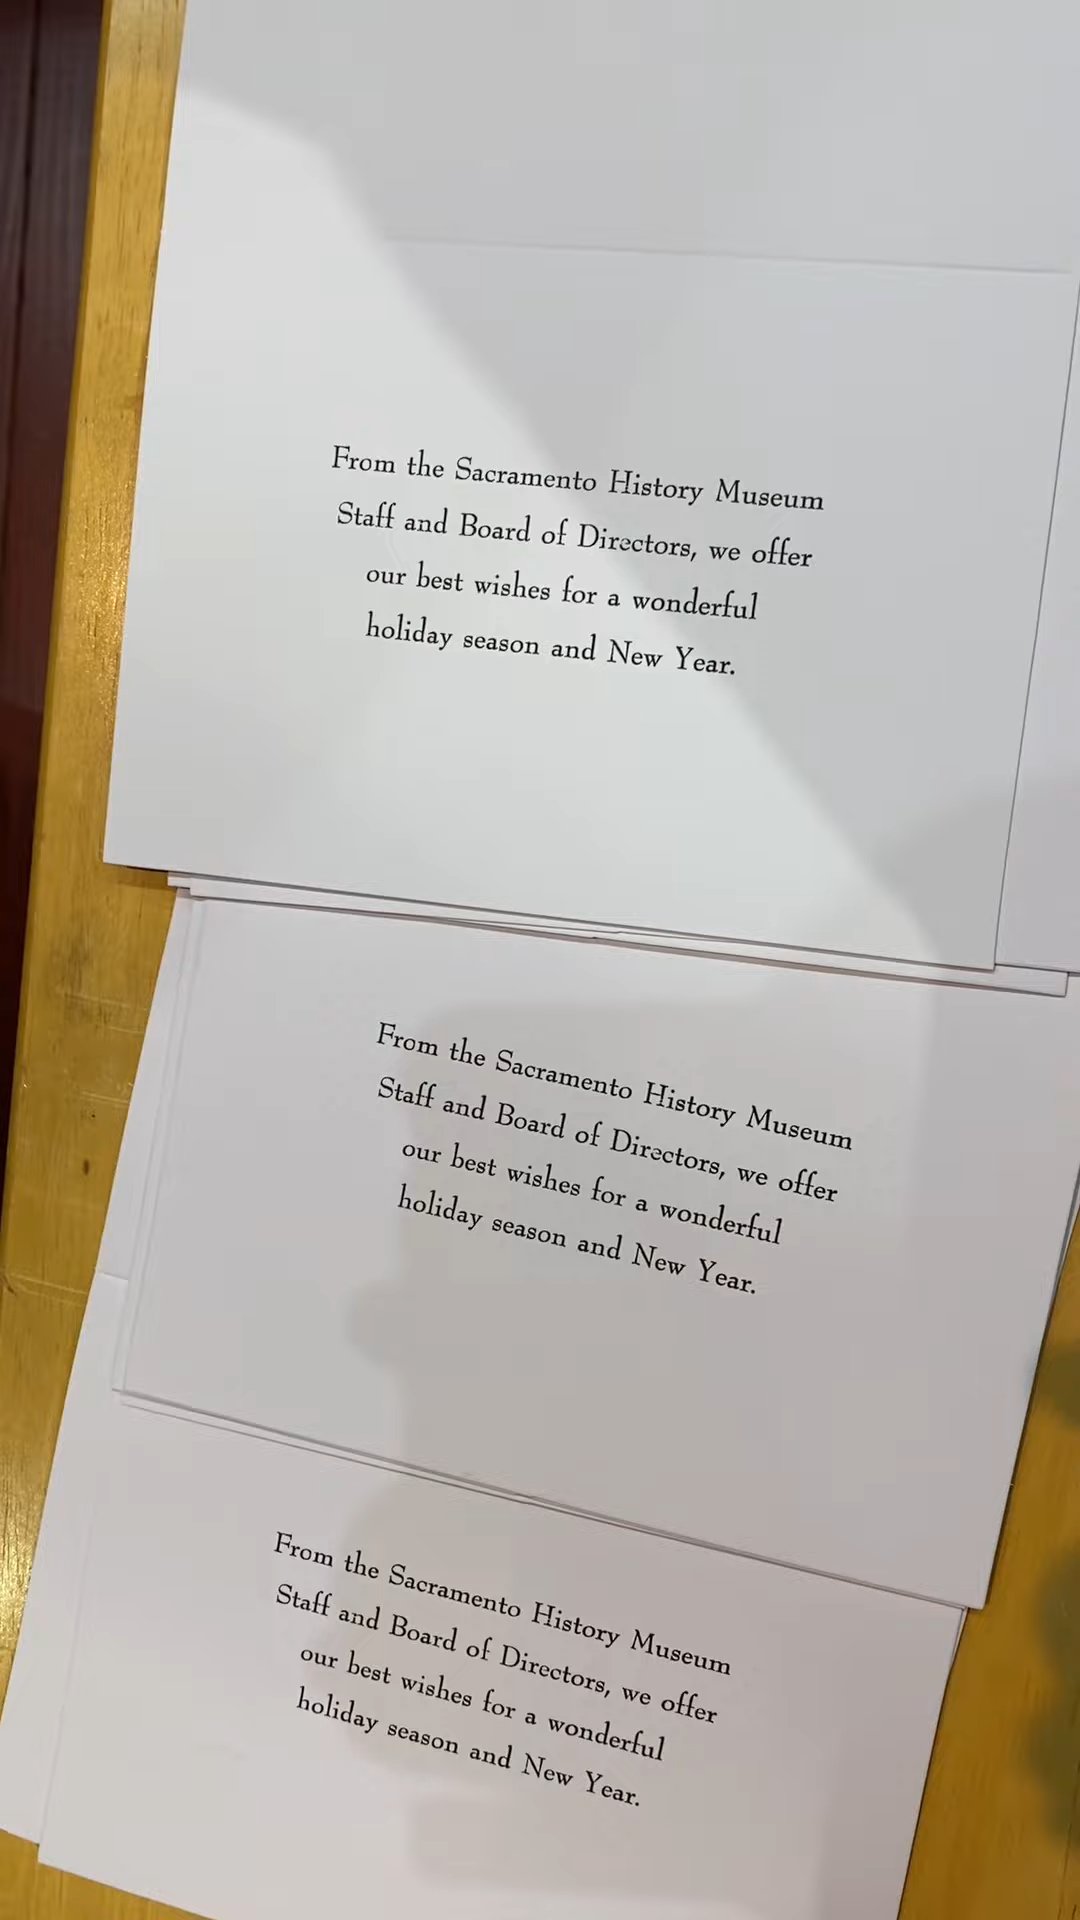 From the Sacramento History Museum
Staff and Board of Directors, we offer
our best wishes for a wonderful
holiday season and New Year.
From the Sacramento History Museum
Staff and Board of Directors, we offer
our best wishes for a wonderful
holiday season and New Year.
From the Sacramento History Museum
Staff and Board of Directors, we offer
our best wishes for a wonderful
holiday season and New Year.